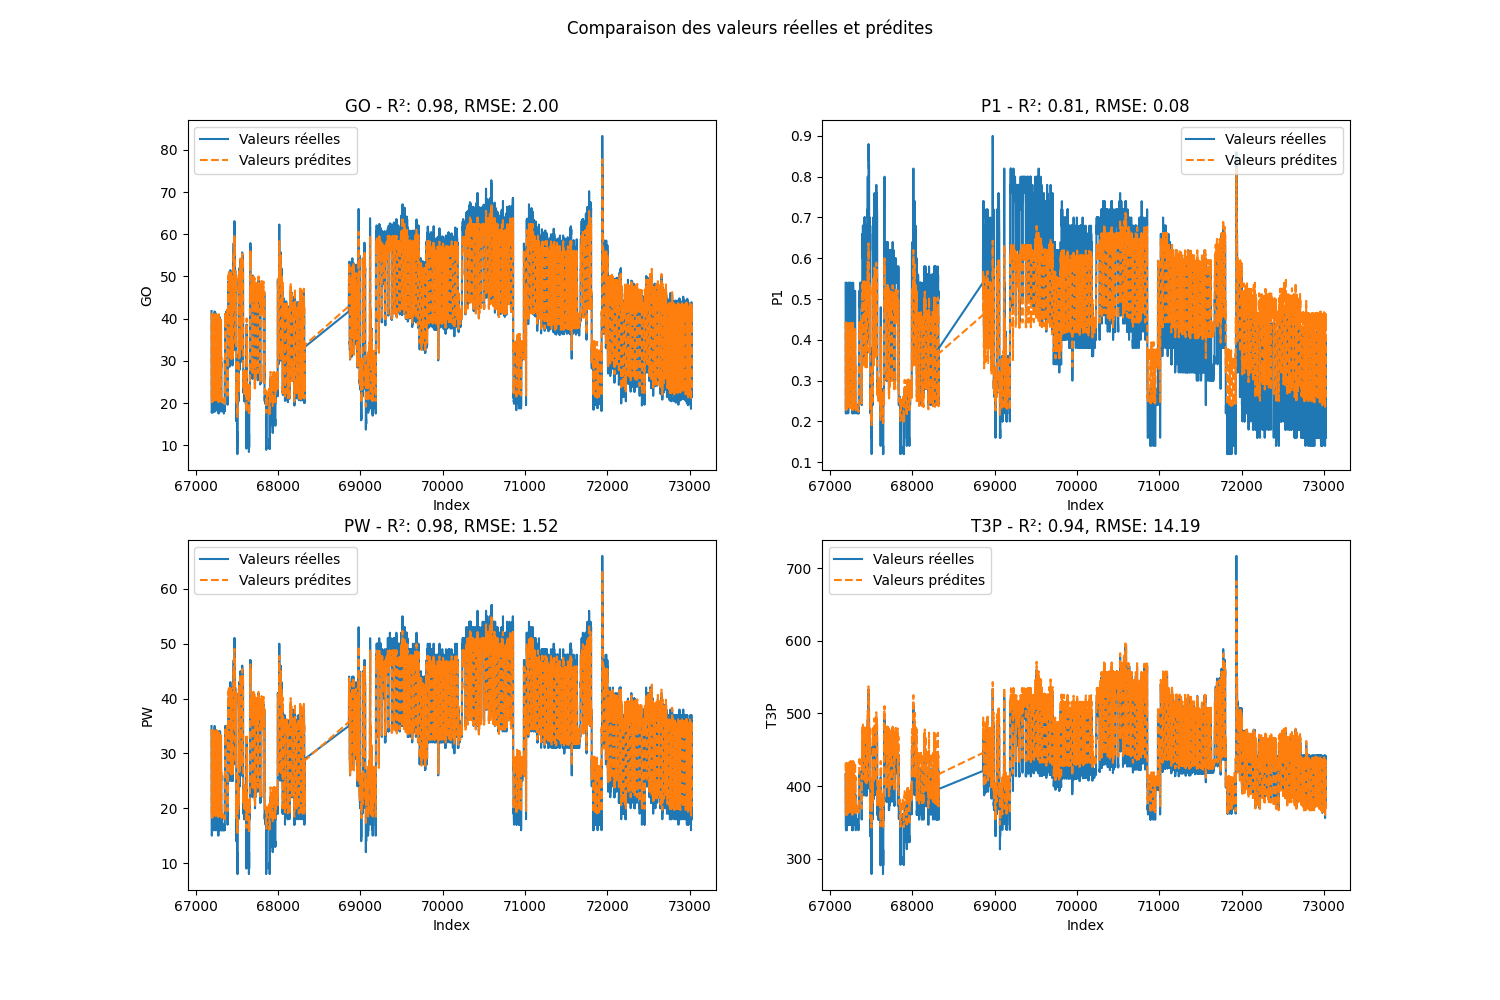 Comparaison des valeurs réelles et prédites
GO - R²: 0.98, RMSE: 2.00
Valeurs réelles
Valeurs prédites
80
70
60
50
40
30
20
10
GO
67000 68000 69000 70000 71000 72000 73000
Index
P1 - R²: 0.81, RMSE: 0.08
Valeurs réelles
Valeurs prédites
0.9
0.8
0.7
0.6
0.5
0.4
0.3
0.2
0.1
P1
67000 68000 69000 70000 71000 72000 73000
Index
PW - R²: 0.98, RMSE: 1.52
Valeurs réelles
Valeurs prédites
60
50
40
30
20
10
PW
67000 68000 69000 70000 71000 72000 73000
Index
T3P - R²: 0.94, RMSE: 14.19
Valeurs réelles
Valeurs prédites
700
600
500
400
300
T3P
67000 68000 69000 70000 71000 72000 73000
Index